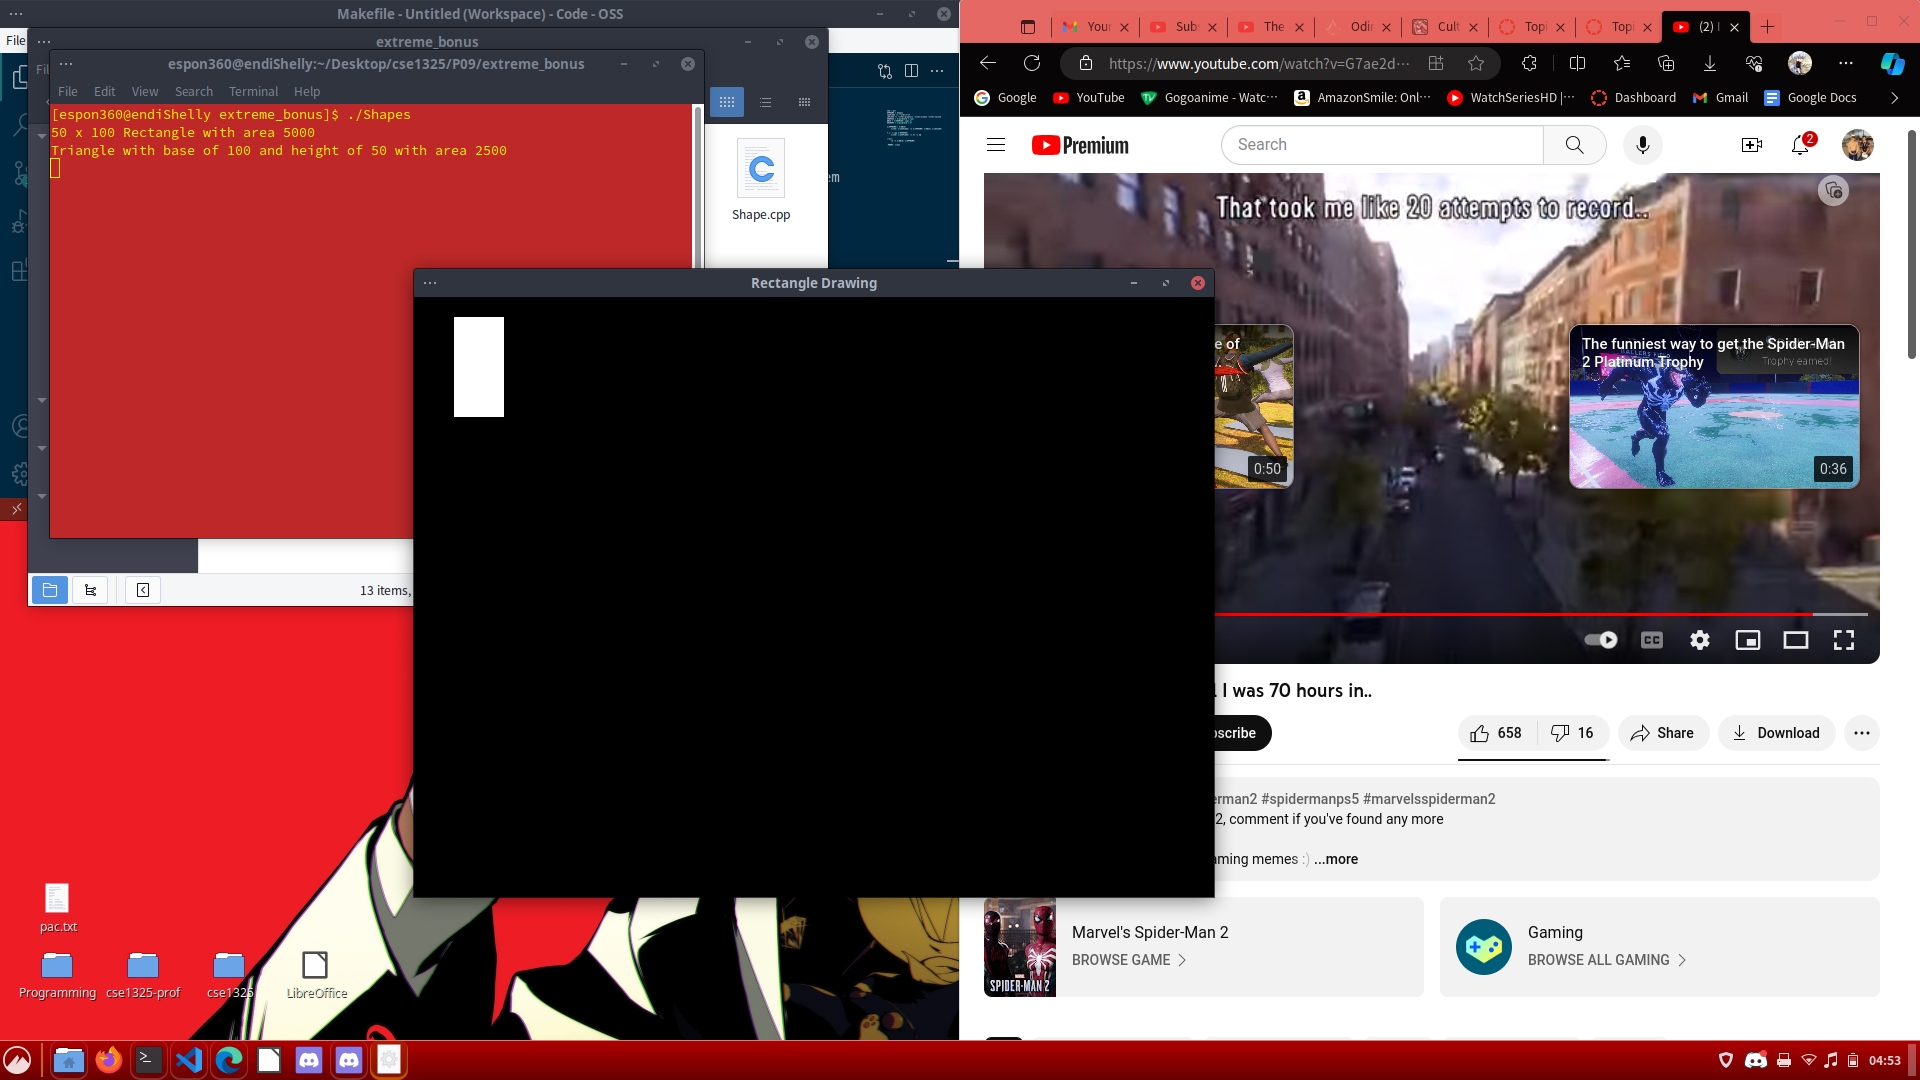 Makefile - Untitled (Workspace) - Code - OSS
File
extreme_bonus
espon360@endiShelly:~/Desktop/cse1325/P09/extreme_bonus
File Edit View Search Terminal Help
[espon360@endiShelly extreme_bonus]$ ./Shapes
50 x 100 Rectangle with area 5000
Triangle with base of 100 and height of 50 with area 2500
Shape.cpp
em
Rectangle Drawing
13 items,
pac.txt
Programming
cse1325-prof
cse1325
LibreOffice
Your
Subs
The
Odin
Cult
Topi
Topi
(2)
https://www.youtube.com/watch?v=G7ae2d...
Google
YouTube
Gogoanime - Watc...
AmazonSmile: Onl...
WatchSeriesHD |...
Dashboard
Gmail
Google Docs
Premium
Search
2
That took me like 20 attempts to record..
e of
0:50
The funniest way to get the Spider-Man
2 Platinum Trophy
Trophy earned!
0:36
CC
I was 70 hours in..
scribe
658
16
Share
Download
erman2 #spidermanps5 #marvelsspiderman2
2, comment if you've found any more
aming memes :) ...more
SPIDER-MAN 2
Marvel's Spider-Man 2
BROWSE GAME
Gaming
BROWSE ALL GAMING
04:53